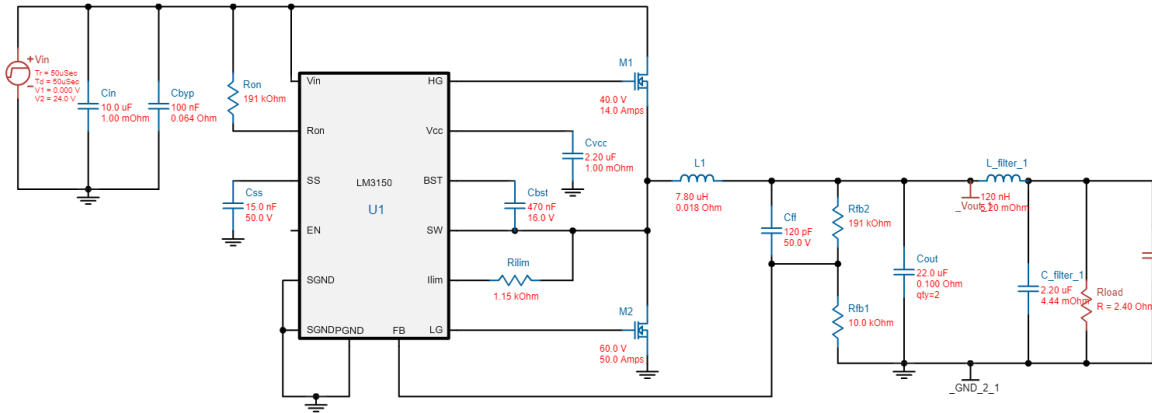 Vin
Tr = 50uSec
Td = 50uSec
V1 = 0.000 V
V2 = 24.0 V
Cin
10.0 uF
1.00 mOhm
Cbyp
100 nF
0.064 Ohm
Ron
191 kOhm
Css
15.0 nF
50.0 V
Vin
Ron
SS
EN
SGND
SGND
PGND
FB
LM3150
U1
HG
Vcc
BST
SW
Ilim
LG
Cvcc
2.20 uF
1.00 mOhm
Cbst
470 nF
16.0 V
Rilim
1.15 kOhm
M1
40.0 V
14.0 Amps
M2
60.0 V
50.0 Amps
L1
7.80 uH
0.018 Ohm
Cff
120 pF
50.0 V
Rfb2
191 kOhm
Rfb1
10.0 kOhm
Cout
22.0 uF
0.100 Ohm
qty=2
L_filter_1
120 nH
5.20 mOhm
C_filter_1
2.20 uF
4.44 mOhm
Rload
R = 2.40 Ohm
_GND_2_1